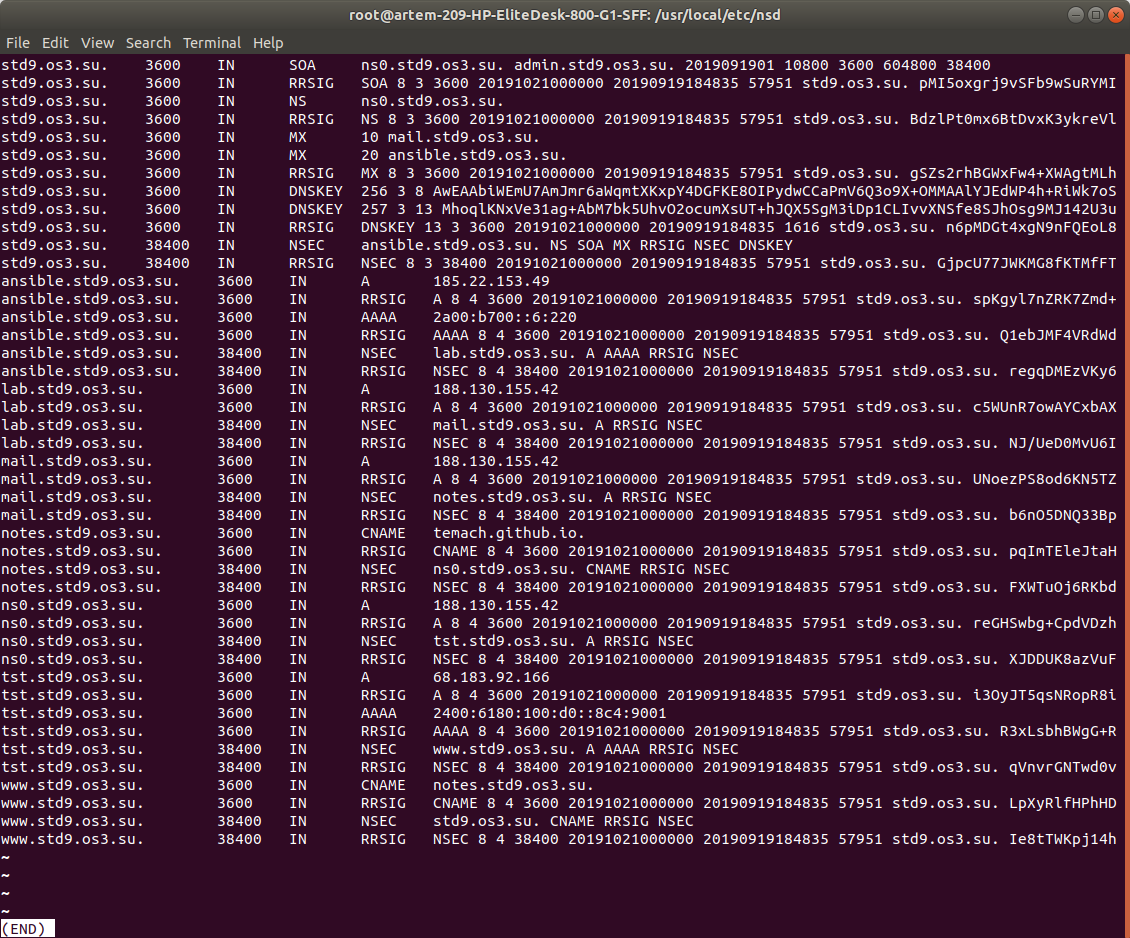 root@artem-209-HP-EliteDesk-800-G1-SFF: /usr/local/etc/nsd
File Edit View Search Terminal Help
std9.os3.su. 3600 IN SOA ns0.std9.os3.su. admin.std9.os3.su. 2019091901 10800 3600 604800 38400
std9.os3.su. 3600 IN RRSIG SOA 8 3 3600 20191021000000 20190919184835 57951 std9.os3.su. pMI5oxgrj9vSFb9wSuRYMI
std9.os3.su. 3600 IN NS ns0.std9.os3.su.
std9.os3.su. 3600 IN RRSIG NS 8 3 3600 20191021000000 20190919184835 57951 std9.os3.su. BdzlPt0mx6BtDvxK3ykreVl
std9.os3.su. 3600 IN MX 10 mail.std9.os3.su.
std9.os3.su. 3600 IN MX 20 ansible.std9.os3.su.
std9.os3.su. 3600 IN RRSIG MX 8 3 3600 20191021000000 20190919184835 57951 std9.os3.su. gSZs2rhBGWxFw4+XWAgtMLh
std9.os3.su. 3600 IN DNSKEY 256 3 8 AwEAAbiWEmU7AmJmr6aWqmtXKxpY4DGFKE8OIPydwCCaPmV6Q3o9X+OMMAAlYJEdWP4h+RiWk7oS
std9.os3.su. 3600 IN DNSKEY 257 3 13 MhoqlKNxVe31ag+AbM7bk5UhvO2ocumXsUT+hJQX5SgM3iDp1CLIvvXNSfe8SJhOsg9MJ142U3u
std9.os3.su. 3600 IN RRSIG DNSKEY 13 3 3600 20191021000000 20190919184835 1616 std9.os3.su. n6pMDGt4xgN9nFQEoL8
std9.os3.su. 38400 IN NSEC ansible.std9.os3.su. NS SOA MX RRSIG NSEC DNSKEY
std9.os3.su. 38400 IN RRSIG NSEC 8 3 38400 20191021000000 20190919184835 57951 std9.os3.su. GjpcU77JWKMG8fKTMfFT
ansible.std9.os3.su. 3600 IN A 185.22.153.49
ansible.std9.os3.su. 3600 IN RRSIG A 8 4 3600 20191021000000 20190919184835 57951 std9.os3.su. spKgyl7nZRK7Zmd+
ansible.std9.os3.su. 3600 IN AAAA 2a00:b700::6:220
ansible.std9.os3.su. 3600 IN RRSIG AAAA 8 4 3600 20191021000000 20190919184835 57951 std9.os3.su. Q1ebJMF4VRdWd
ansible.std9.os3.su. 38400 IN NSEC lab.std9.os3.su. A AAAA RRSIG NSEC
ansible.std9.os3.su. 38400 IN RRSIG NSEC 8 4 38400 20191021000000 20190919184835 57951 std9.os3.su. regqDMEzVKy6
lab.std9.os3.su. 3600 IN A 188.130.155.42
lab.std9.os3.su. 3600 IN RRSIG A 8 4 3600 20191021000000 20190919184835 57951 std9.os3.su. c5WUnR7owAYCxbAX
lab.std9.os3.su. 38400 IN NSEC mail.std9.os3.su. A RRSIG NSEC
lab.std9.os3.su. 38400 IN RRSIG NSEC 8 4 38400 20191021000000 20190919184835 57951 std9.os3.su. NJ/UeD0MvU6I
mail.std9.os3.su. 3600 IN A 188.130.155.42
mail.std9.os3.su. 3600 IN RRSIG A 8 4 3600 20191021000000 20190919184835 57951 std9.os3.su. UNoezPS8od6KN5TZ
mail.std9.os3.su. 38400 IN NSEC notes.std9.os3.su. A RRSIG NSEC
mail.std9.os3.su. 38400 IN RRSIG NSEC 8 4 38400 20191021000000 20190919184835 57951 std9.os3.su. b6nO5DNQ33Bp
notes.std9.os3.su. 3600 IN CNAME temach.github.io.
notes.std9.os3.su. 3600 IN RRSIG CNAME 8 4 3600 20191021000000 20190919184835 57951 std9.os3.su. pqImTEleJtaH
notes.std9.os3.su. 38400 IN NSEC ns0.std9.os3.su. CNAME RRSIG NSEC
notes.std9.os3.su. 38400 IN RRSIG NSEC 8 4 38400 20191021000000 20190919184835 57951 std9.os3.su. FXWTuOj6RKbd
ns0.std9.os3.su. 3600 IN A 188.130.155.42
ns0.std9.os3.su. 3600 IN RRSIG A 8 4 3600 20191021000000 20190919184835 57951 std9.os3.su. reGHSwbg+CpdVDzh
ns0.std9.os3.su. 38400 IN NSEC tst.std9.os3.su. A RRSIG NSEC
ns0.std9.os3.su. 38400 IN RRSIG NSEC 8 4 38400 20191021000000 20190919184835 57951 std9.os3.su. XJDDUK8azVuF
tst.std9.os3.su. 3600 IN A 68.183.92.166
tst.std9.os3.su. 3600 IN RRSIG A 8 4 3600 20191021000000 20190919184835 57951 std9.os3.su. i3OyJT5qsNRopR8i
tst.std9.os3.su. 3600 IN AAAA 2400:6180:100:d0::8c4:9001
tst.std9.os3.su. 3600 IN RRSIG AAAA 8 4 3600 20191021000000 20190919184835 57951 std9.os3.su. R3xLsbhBWgG+R
tst.std9.os3.su. 38400 IN NSEC www.std9.os3.su. A AAAA RRSIG NSEC
tst.std9.os3.su. 38400 IN RRSIG NSEC 8 4 38400 20191021000000 20190919184835 57951 std9.os3.su. qVnvrGNTwd0v
www.std9.os3.su. 3600 IN CNAME notes.std9.os3.su.
www.std9.os3.su. 3600 IN RRSIG CNAME 8 4 3600 20191021000000 20190919184835 57951 std9.os3.su. LpXyRlfHPhHD
www.std9.os3.su. 38400 IN NSEC std9.os3.su. CNAME RRSIG NSEC
www.std9.os3.su. 38400 IN RRSIG NSEC 8 4 38400 20191021000000 20190919184835 57951 std9.os3.su. Ie8tTWKpj14h
~
~
~
~
(END)